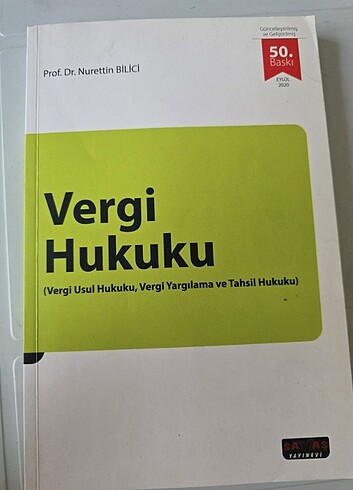 Güncelleştirilmiş
ve Geliştirilmiş
50.
Baskı
EYLÜL
2020
Prof. Dr. Nurettin BİLİCİ
Vergi
Hukuku
(Vergi Usul Hukuku, Vergi Yargılama ve Tahsil Hukuku)
SAVAŞ
YAYINEVİ